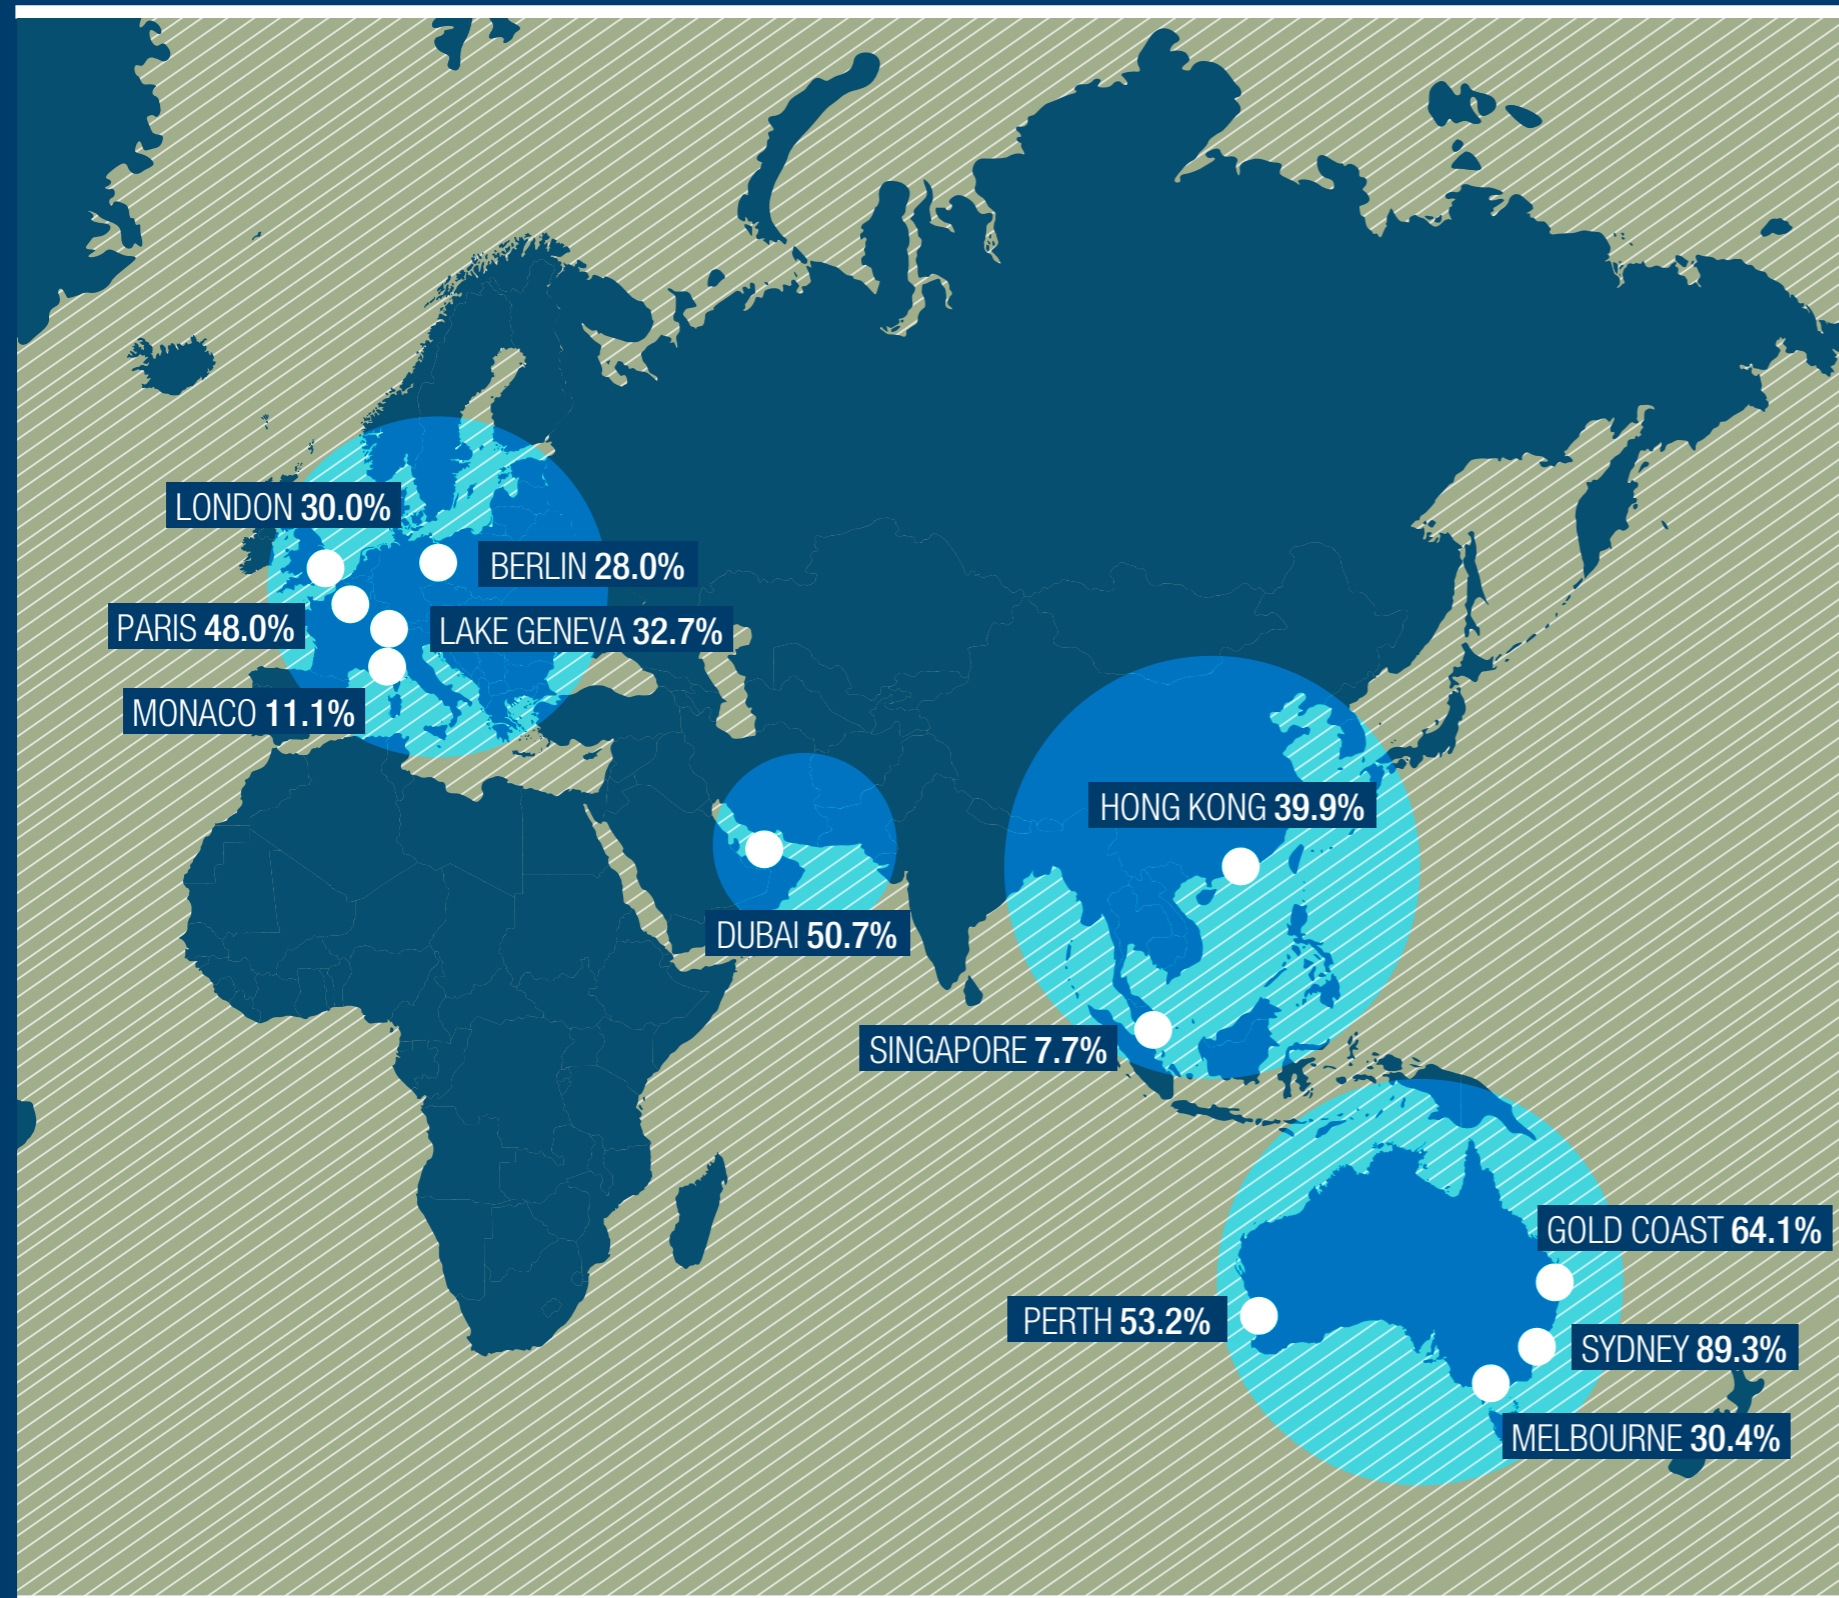 LONDON 30.0%
BERLIN 28.0%
PARIS 48.0%
LAKE GENEVA 32.7%
MONACO 11.1%
HONG KONG 39.9%
DUBAI 50.7%
SINGAPORE 7.7%
GOLD COAST 64.1%
PERTH 53.2%
SYDNEY 89.3%
MELBOURNE 30.4%